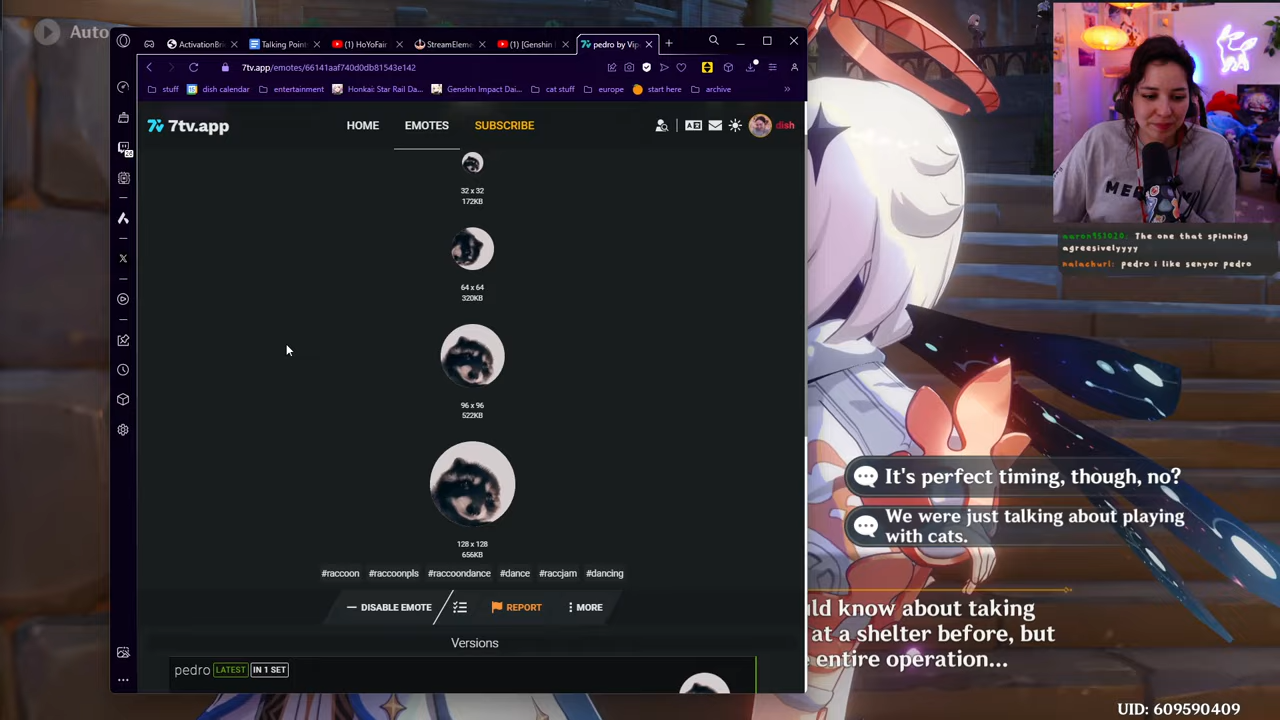 Auto
ActivationBri
Talking Point
(1) HoYoFair
StreamEleme
(1) [Genshin I
pedro by Vip
7tv.app/emotes/66141aaf740d0db81543e142
stuff
dish calendar
entertainment
Honkai: Star Rail Da...
Genshin Impact Dai...
cat stuff
europe
start here
archive
7tv.app
HOME
EMOTES
SUBSCRIBE
dish
32 x 32
172KB
64 x 64
320KB
96 x 96
522KB
128 x 128
656KB
#raccoon
#raccoonpls
#raccoondance
#dance
#raccjam
#dancing
DISABLE EMOTE
REPORT
MORE
Versions
pedro LATEST IN 1 SET
aaron951020: The one that spinning
agreesivelyyyy
nalachurl: pedro i like senyor pedro
It's perfect timing, though, no?
We were just talking about playing
with cats.
uld know about taking
at a shelter before, but
entire operation...
UID: 609590409